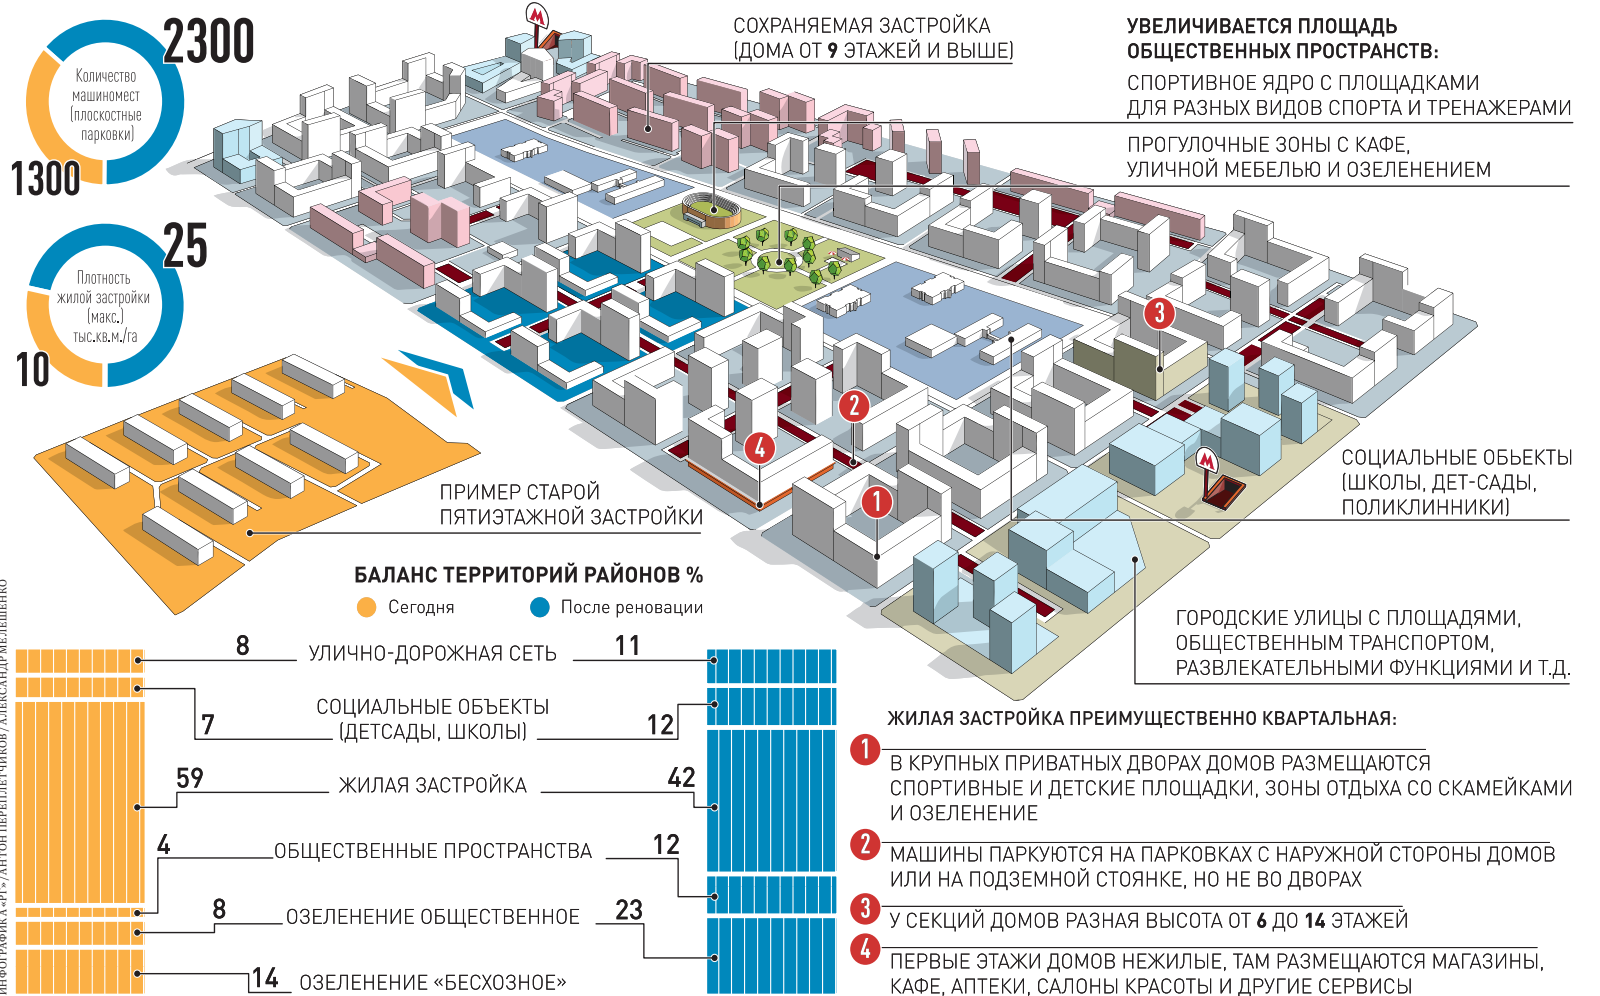 2300
Количество
машиномест
(плоскостные
парковки)
1300
25
Плотность
жилой застройки
(макс.)
тыс.кв.м./га
10
М
СОХРАНЯЕМАЯ ЗАСТРОЙКА
(ДОМА ОТ 9 ЭТАЖЕЙ И ВЫШЕ)
УВЕЛИЧИВАЕТСЯ ПЛОЩАДЬ
ОБЩЕСТВЕННЫХ ПРОСТРАНСТВ:
СПОРТИВНОЕ ЯДРО С ПЛОЩАДКАМИ
ДЛЯ РАЗНЫХ ВИДОВ СПОРТА И ТРЕНАЖЕРАМИ
ПРОГУЛОЧНЫЕ ЗОНЫ С КАФЕ,
УЛИЧНОЙ МЕБЕЛЬЮ И ОЗЕЛЕНЕНИЕМ
3
2
4
1
М
СОЦИАЛЬНЫЕ ОБЬЕКТЫ
(ШКОЛЫ, ДЕТ-САДЫ,
ПОЛИКЛИННИКИ)
ПРИМЕР СТАРОЙ
ПЯТИЭТАЖНОЙ ЗАСТРОЙКИ
ГОРОДСКИЕ УЛИЦЫ С ПЛОЩАДЯМИ,
ОБЩЕСТВЕННЫМ ТРАНСПОРТОМ,
РАЗВЛЕКАТЕЛЬНЫМИ ФУНКЦИЯМИ И Т.Д.
БАЛАНС ТЕРРИТОРИЙ РАЙОНОВ %
Сегодня
После реновации
8 УЛИЧНО-ДОРОЖНАЯ СЕТЬ 11
СОЦИАЛЬНЫЕ ОБЪЕКТЫ
7 (ДЕТСАДЫ, ШКОЛЫ) 12
59 ЖИЛАЯ ЗАСТРОЙКА 42
4 ОБЩЕСТВЕННЫЕ ПРОСТРАНСТВА 12
8 ОЗЕЛЕНЕНИЕ ОБЩЕСТВЕННОЕ 23
14 ОЗЕЛЕНЕНИЕ «БЕСХОЗНОЕ»
ЖИЛАЯ ЗАСТРОЙКА ПРЕИМУЩЕСТВЕННО КВАРТАЛЬНАЯ:
1
В КРУПНЫХ ПРИВАТНЫХ ДВОРАХ ДОМОВ РАЗМЕЩАЮТСЯ
СПОРТИВНЫЕ И ДЕТСКИЕ ПЛОЩАДКИ, ЗОНЫ ОТДЫХА СО СКАМЕЙКАМИ
И ОЗЕЛЕНЕНИЕ
2
МАШИНЫ ПАРКУЮТСЯ НА ПАРКОВКАХ С НАРУЖНОЙ СТОРОНЫ ДОМОВ
ИЛИ НА ПОДЗЕМНОЙ СТОЯНКЕ, НО НЕ ВО ДВОРАХ
3
У СЕКЦИЙ ДОМОВ РАЗНАЯ ВЫСОТА ОТ 6 ДО 14 ЭТАЖЕЙ
4
ПЕРВЫЕ ЭТАЖИ ДОМОВ НЕЖИЛЫЕ, ТАМ РАЗМЕЩАЮТСЯ МАГАЗИНЫ,
КАФЕ, АПТЕКИ, САЛОНЫ КРАСОТЫ И ДРУГИЕ СЕРВИСЫ
ИНФОГРАФИКА «РГ» / АНТОН ПЕРЕПЛЕТЧИКОВ / АЛЕКСАНДР МЕЛЕШЕНКО